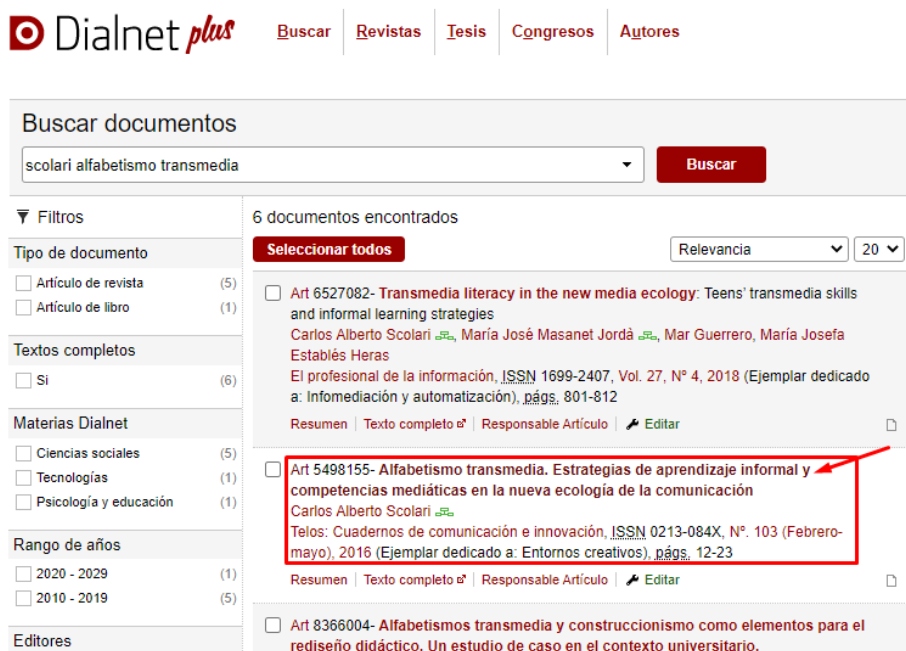 Dialnet plus
Buscar
Revistas
Tesis
Congresos
Autores
Buscar documentos
scolari alfabetismo transmedia
Buscar
Filtros
Tipo de documento
Artículo de revista (5)
Artículo de libro (1)
Textos completos
Si (6)
Materias Dialnet
Ciencias sociales (5)
Tecnologías (1)
Psicología y educación (1)
Rango de años
2020 - 2029 (1)
2010 - 2019 (5)
Editores
6 documentos encontrados
Seleccionar todos
Relevancia
20
Art 6527082- Transmedia literacy in the new media ecology: Teens' transmedia skills
and informal learning strategies
Carlos Alberto Scolari , María José Masanet Jordà , Mar Guerrero, María Josefa
Establés Heras
El profesional de la información, ISSN 1699-2407, Vol. 27, Nº 4, 2018 (Ejemplar dedicado
a: Infomediación y automatización), págs. 801-812
Resumen | Texto completo | Responsable Artículo | Editar
Art 5498155- Alfabetismo transmedia. Estrategias de aprendizaje informal y
competencias mediáticas en la nueva ecología de la comunicación
Carlos Alberto Scolari
Telos: Cuadernos de comunicación e innovación, ISSN 0213-084X, Nº. 103 (Febrero-
mayo), 2016 (Ejemplar dedicado a: Entornos creativos), págs. 12-23
Resumen | Texto completo | Responsable Artículo | Editar
Art 8366004- Alfabetismos transmedia y construccionismo como elementos para el
rediseño didáctico. Un estudio de caso en el contexto universitario.